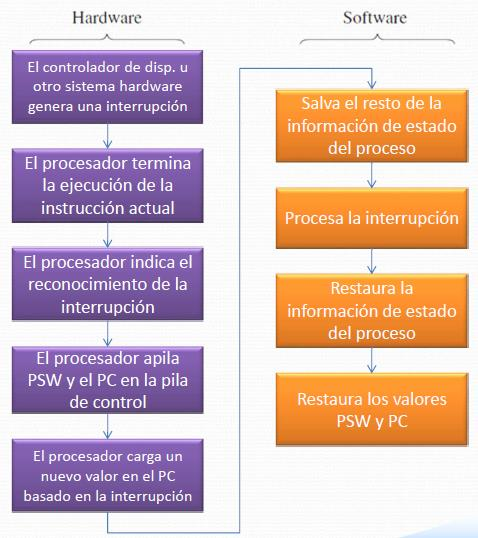 Hardware
El controlador de disp. u
otro sistema hardware
genera una interrupción
El procesador termina
la ejecución de la
instrucción actual
El procesador indica el
reconocimiento de la
interrupción
El procesador apila
PSW y el PC en la pila
de control
El procesador carga un
nuevo valor en el PC
basado en la interrupción
Software
Salva el resto de la
información de estado
del proceso
Procesa la interrupción
Restaura la
información de estado
del proceso
Restaura los valores
PSW y PC